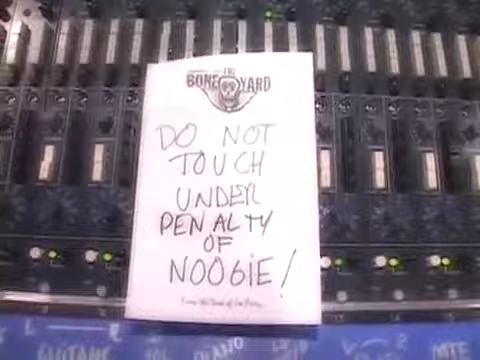 THE
BONE YARD
DO NOT
TOUCH
UNDER
PENALTY
OF
NOOGIE!